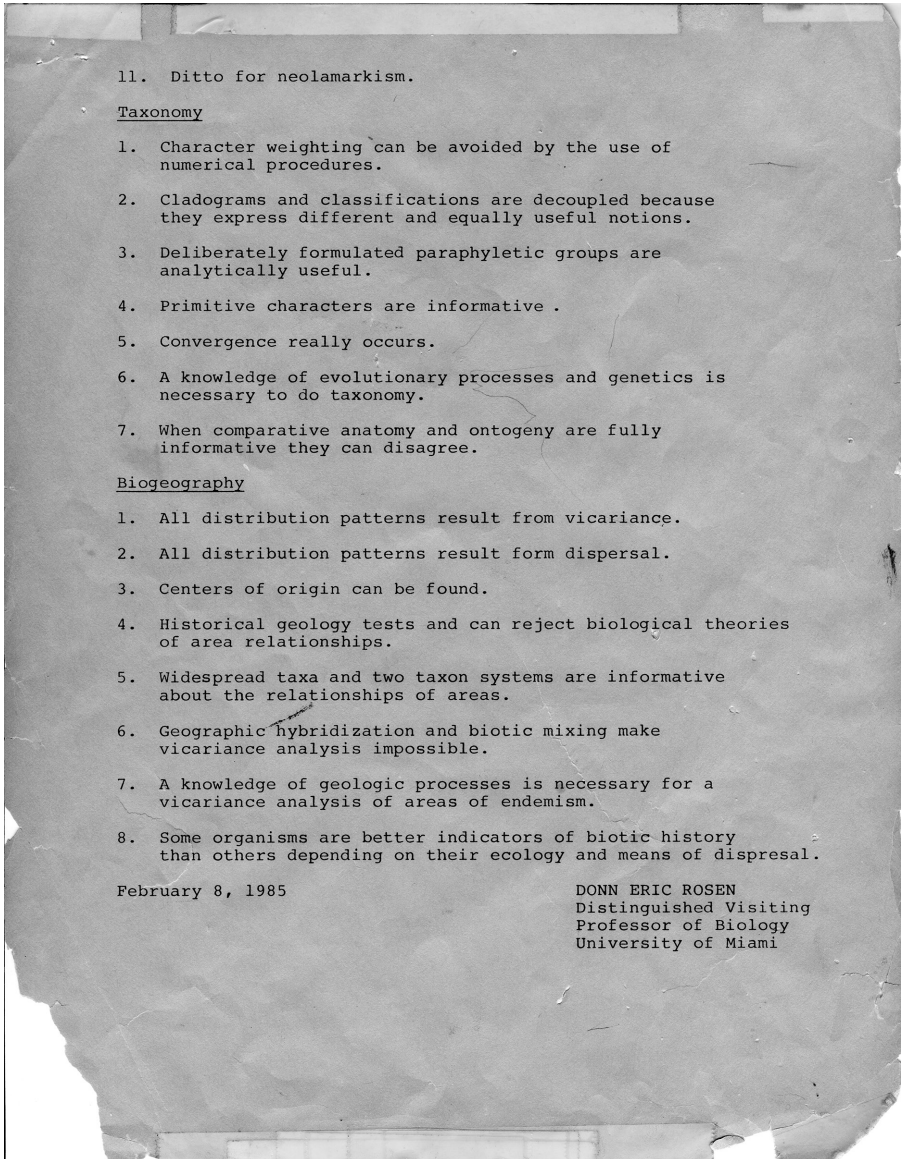 11. Ditto for neolamarkism.
Taxonomy
1. Character weighting can be avoided by the use of
numerical procedures.
2. Cladograms and classifications are decoupled because
they express different and equally useful notions.
3. Deliberately formulated paraphyletic groups are
analytically useful.
4. Primitive characters are informative .
5. Convergence really occurs.
6. A knowledge of evolutionary processes and genetics is
necessary to do taxonomy.
7. When comparative anatomy and ontogeny are fully
informative they can disagree.
Biogeography
1. All distribution patterns result from vicariance.
2. All distribution patterns result form dispersal.
3. Centers of origin can be found.
4. Historical geology tests and can reject biological theories
of area relationships.
5. Widespread taxa and two taxon systems are informative
about the relationships of areas.
6. Geographic hybridization and biotic mixing make
vicariance analysis impossible.
7. A knowledge of geologic processes is necessary for a
vicariance analysis of areas of endemism.
8. Some organisms are better indicators of biotic history
than others depending on their ecology and means of dispresal.
February 8, 1985
DONN ERIC ROSEN
Distinguished Visiting
Professor of Biology
University of Miami